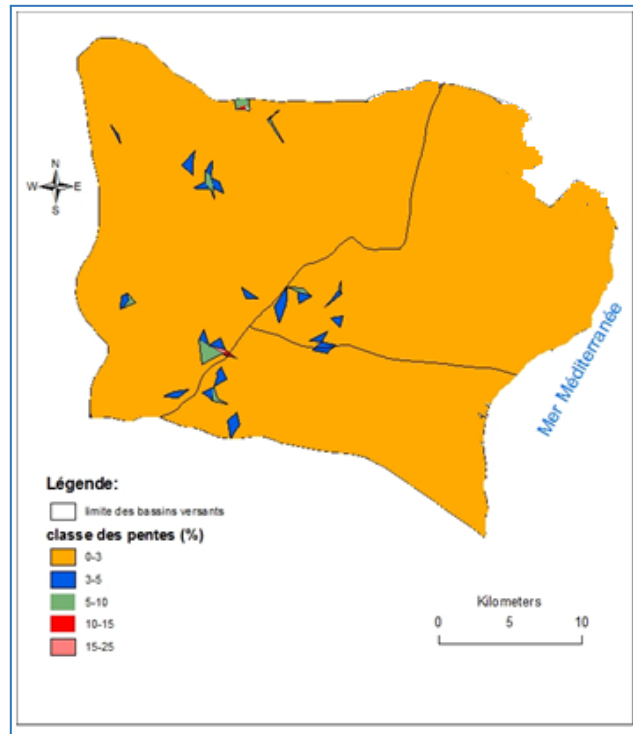 N
W E
S
Mer Méditerranée
Légende:
limite des bassins versants
classe des pentes (%)
0-3
3-5
5-10
10-15
15-25
Kilometers
0 5 10